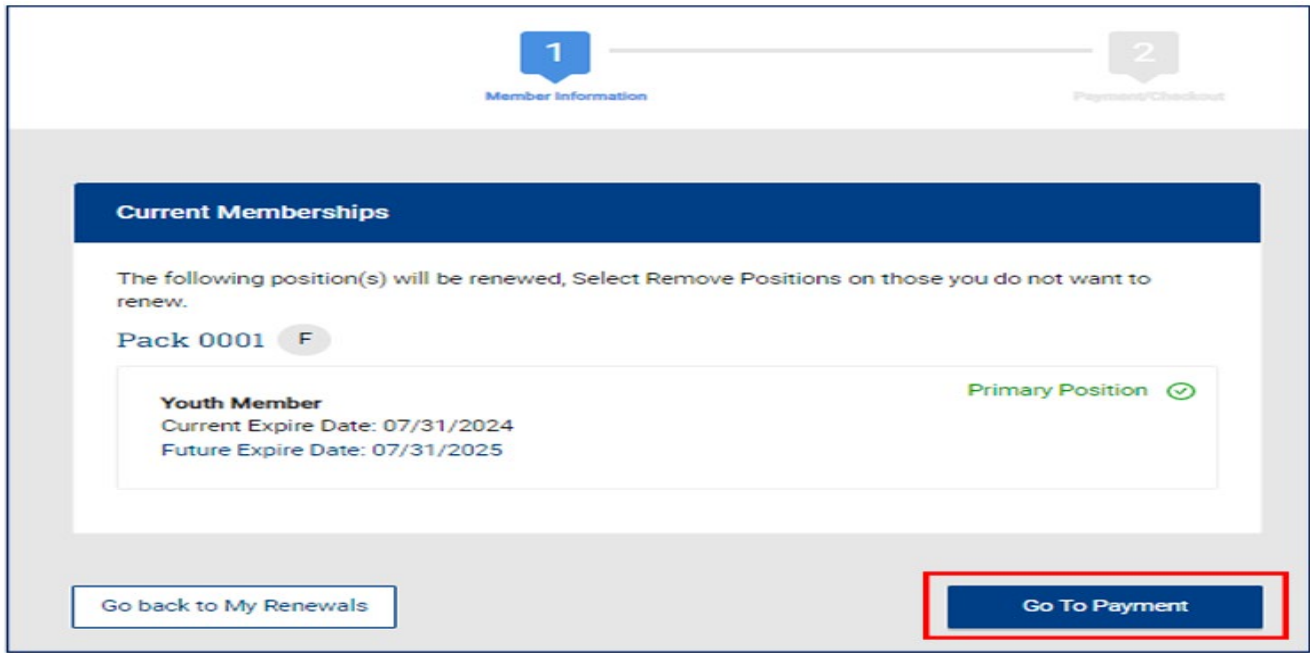 1
2
Member Information
Payment/Checkout
Current Memberships
The following position(s) will be renewed, Select Remove Positions on those you do not want to
renew.
Pack 0001 F
Primary Position
Youth Member
Current Expire Date: 07/31/2024
Future Expire Date: 07/31/2025
Go back to My Renewals
Go To Payment